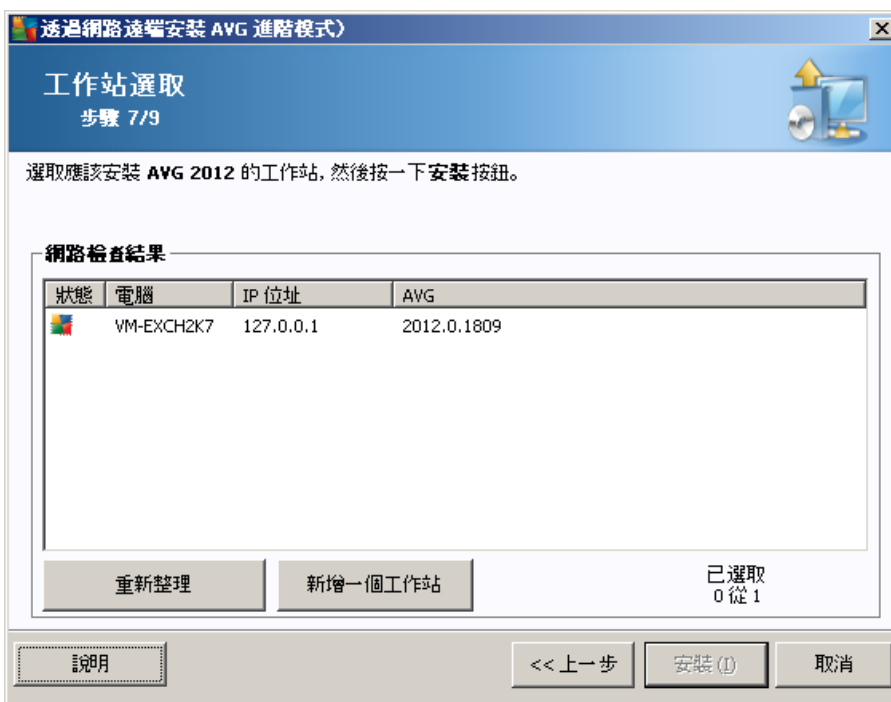 透過網路遠端安裝 AVG 進階模式)
工作站選取
步驟 7/9
選取應該安裝 AVG 2012 的工作站, 然後按一下安裝按鈕。
網路檢查結果
狀態 電腦 IP 位址 AVG
VM-EXCH2K7 127.0.0.1 2012.0.1809
重新整理 新增一個工作站 已選取
0 從 1
說明 << 上一步 安裝(I) 取消